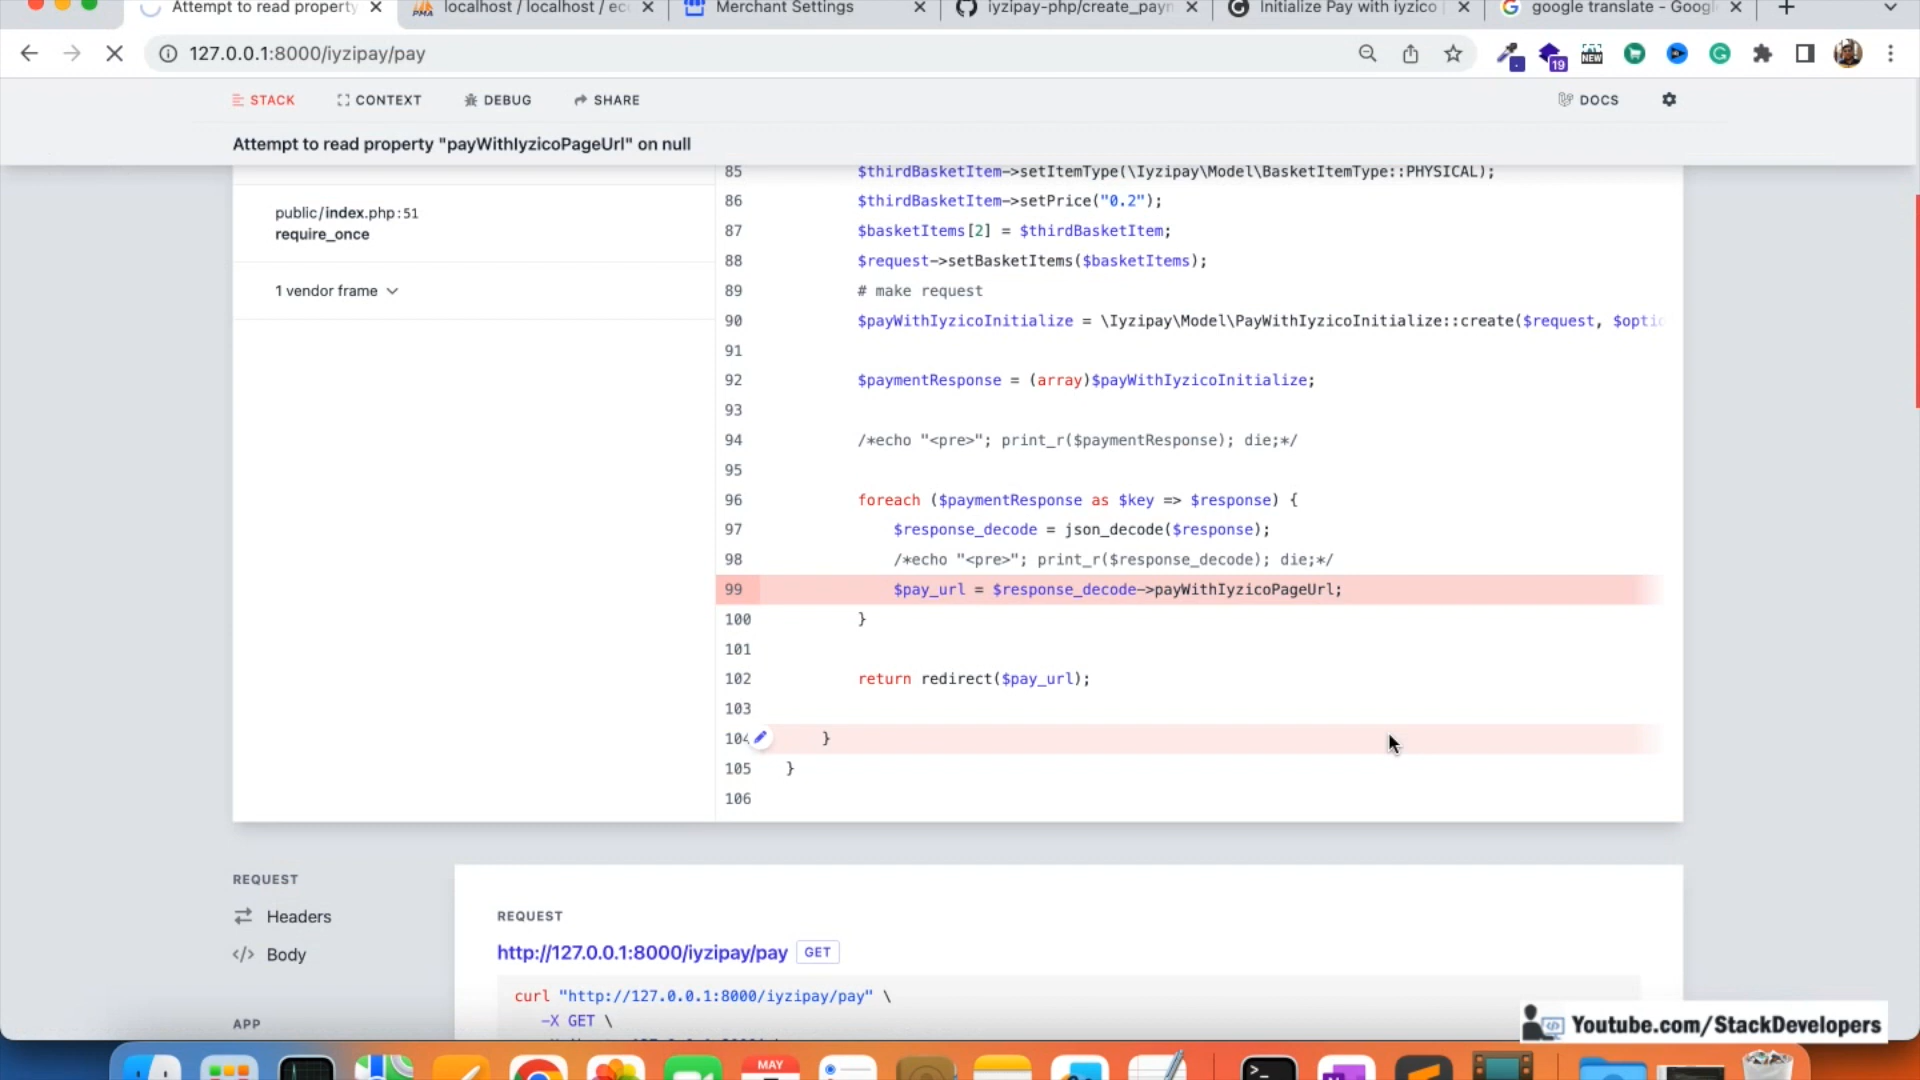 Attempt to read property
localhost / localhost / ec
Merchant Settings
iyzipay-php/create_payn
Initialize Pay with iyzico
google translate - Googl
127.0.0.1:8000/iyzipay/pay
19
NEW
STACK
CONTEXT
DEBUG
SHARE
DOCS
Attempt to read property "payWithIyzicoPageUrl" on null
public/index.php:51
require_once
1 vendor frame
85 $thirdBasketItem->setItemType(\Iyzipay\Model\BasketItemType::PHYSICAL);
86 $thirdBasketItem->setPrice("0.2");
87 $basketItems[2] = $thirdBasketItem;
88 $request->setBasketItems($basketItems);
89 # make request
90 $payWithIyzicoInitialize = \Iyzipay\Model\PayWithIyzicoInitialize::create($request, $optio
91
92 $paymentResponse = (array)$payWithIyzicoInitialize;
93
94 /*echo "<pre>"; print_r($paymentResponse); die;*/
95
96 foreach ($paymentResponse as $key => $response) {
97 $response_decode = json_decode($response);
98 /*echo "<pre>"; print_r($response_decode); die;*/
99 $pay_url = $response_decode->payWithIyzicoPageUrl;
100 }
101
102 return redirect($pay_url);
103
104 }
105 }
106
REQUEST
Headers
Body
APP
REQUEST
http://127.0.0.1:8000/iyzipay/pay GET
curl "http://127.0.0.1:8000/iyzipay/pay" \
-X GET \
Youtube.com/StackDevelopers
MAY